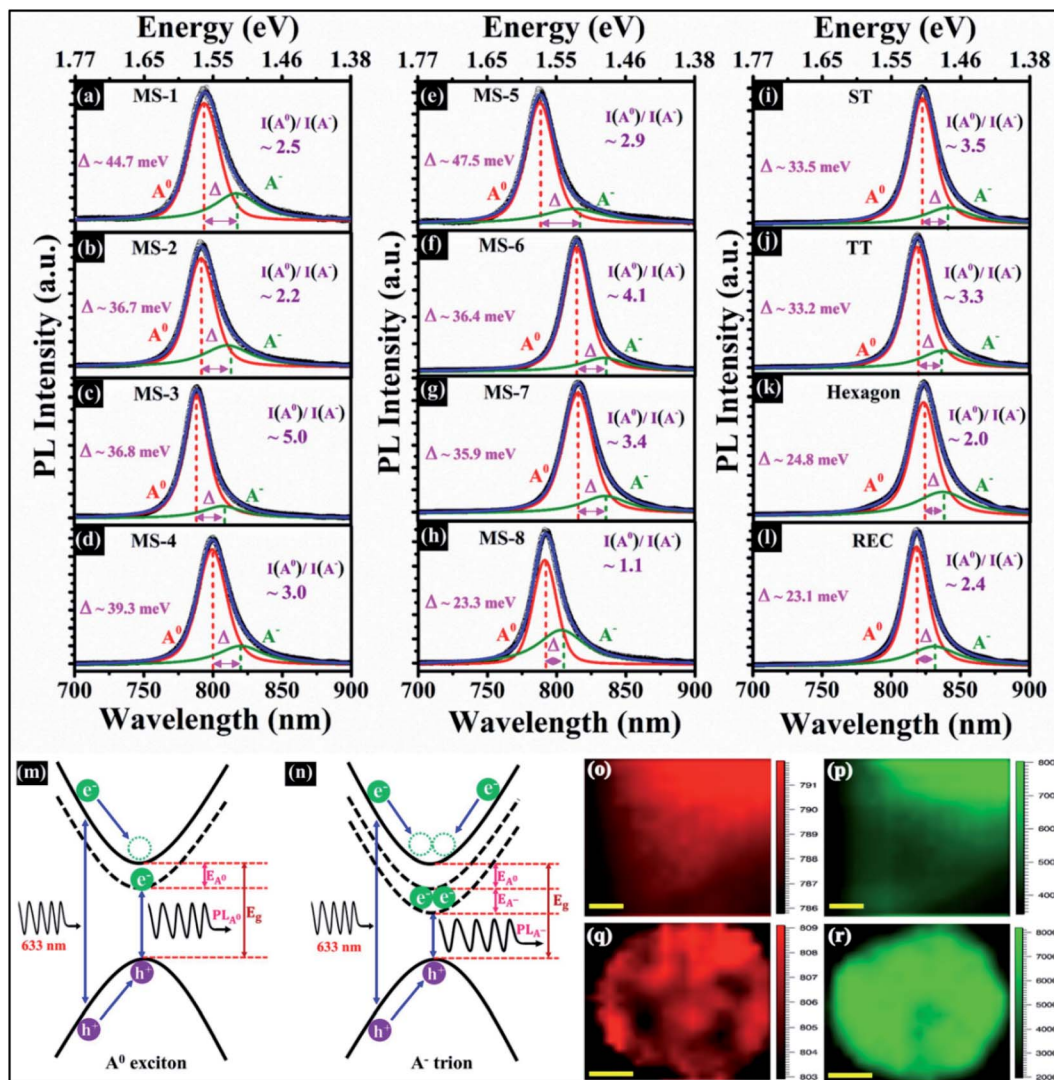 Energy (eV)
1.77 1.65 1.55 1.46 1.38
Energy (eV)
1.77 1.65 1.55 1.46 1.38
Energy (eV)
1.77 1.65 1.55 1.46 1.38
PL Intensity (a.u.)
(a) MS-1
I(A⁰)/ I(A⁻)
~ 2.5
Δ ~ 44.7 meV
A⁰ Δ A⁻
(b) MS-2
I(A⁰)/ I(A⁻)
~ 2.2
Δ ~ 36.7 meV
A⁰ Δ A⁻
(c) MS-3
I(A⁰)/ I(A⁻)
~ 5.0
Δ ~ 36.8 meV
A⁰ Δ A⁻
(d) MS-4
I(A⁰)/ I(A⁻)
~ 3.0
Δ ~ 39.3 meV
A⁰ Δ A⁻
700 750 800 850 900
Wavelength (nm)
PL Intensity (a.u.)
(e) MS-5
I(A⁰)/ I(A⁻)
~ 2.9
Δ ~ 47.5 meV
A⁰ Δ A⁻
(f) MS-6
I(A⁰)/ I(A⁻)
~ 4.1
Δ ~ 36.4 meV
A⁰ Δ A⁻
(g) MS-7
I(A⁰)/ I(A⁻)
~ 3.4
Δ ~ 35.9 meV
A⁰ Δ A⁻
(h) MS-8
I(A⁰)/ I(A⁻)
~ 1.1
Δ ~ 23.3 meV
A⁰ Δ A⁻
700 750 800 850 900
Wavelength (nm)
PL Intensity (a.u.)
(i) ST
I(A⁰)/ I(A⁻)
~ 3.5
Δ ~ 33.5 meV
A⁰ Δ A⁻
(j) TT
I(A⁰)/ I(A⁻)
~ 3.3
Δ ~ 33.2 meV
A⁰ Δ A⁻
(k) Hexagon
I(A⁰)/ I(A⁻)
~ 2.0
Δ ~ 24.8 meV
A⁰ Δ A⁻
(l) REC
I(A⁰)/ I(A⁻)
~ 2.4
Δ ~ 23.1 meV
A⁰ Δ A⁻
700 750 800 850 900
Wavelength (nm)
(m)
e⁻
e⁻
E_A⁰
E_g
PL_A⁰
633 nm
h⁺
h⁺
A⁰ exciton
(n)
e⁻ e⁻
e⁻ e⁻
E_A⁰
E_A⁻
E_g
PL_A⁻
633 nm
h⁺
h⁺
A⁻ trion
(o)
791
790
789
788
787
786
(p)
800
700
600
500
400
(q)
809
808
807
806
805
804
803
(r)
8000
6000
4000
2000